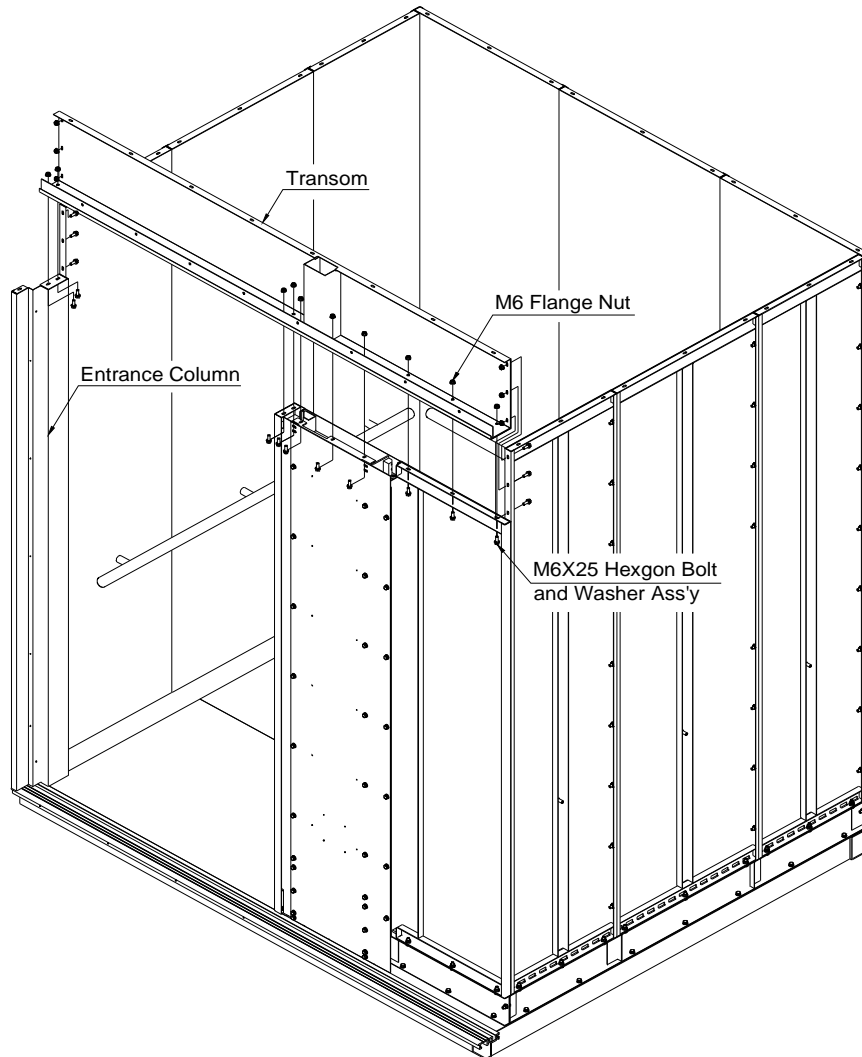 Transom
M6 Flange Nut
Entrance Column
M6X25 Hexgon Bolt
and Washer Ass'y